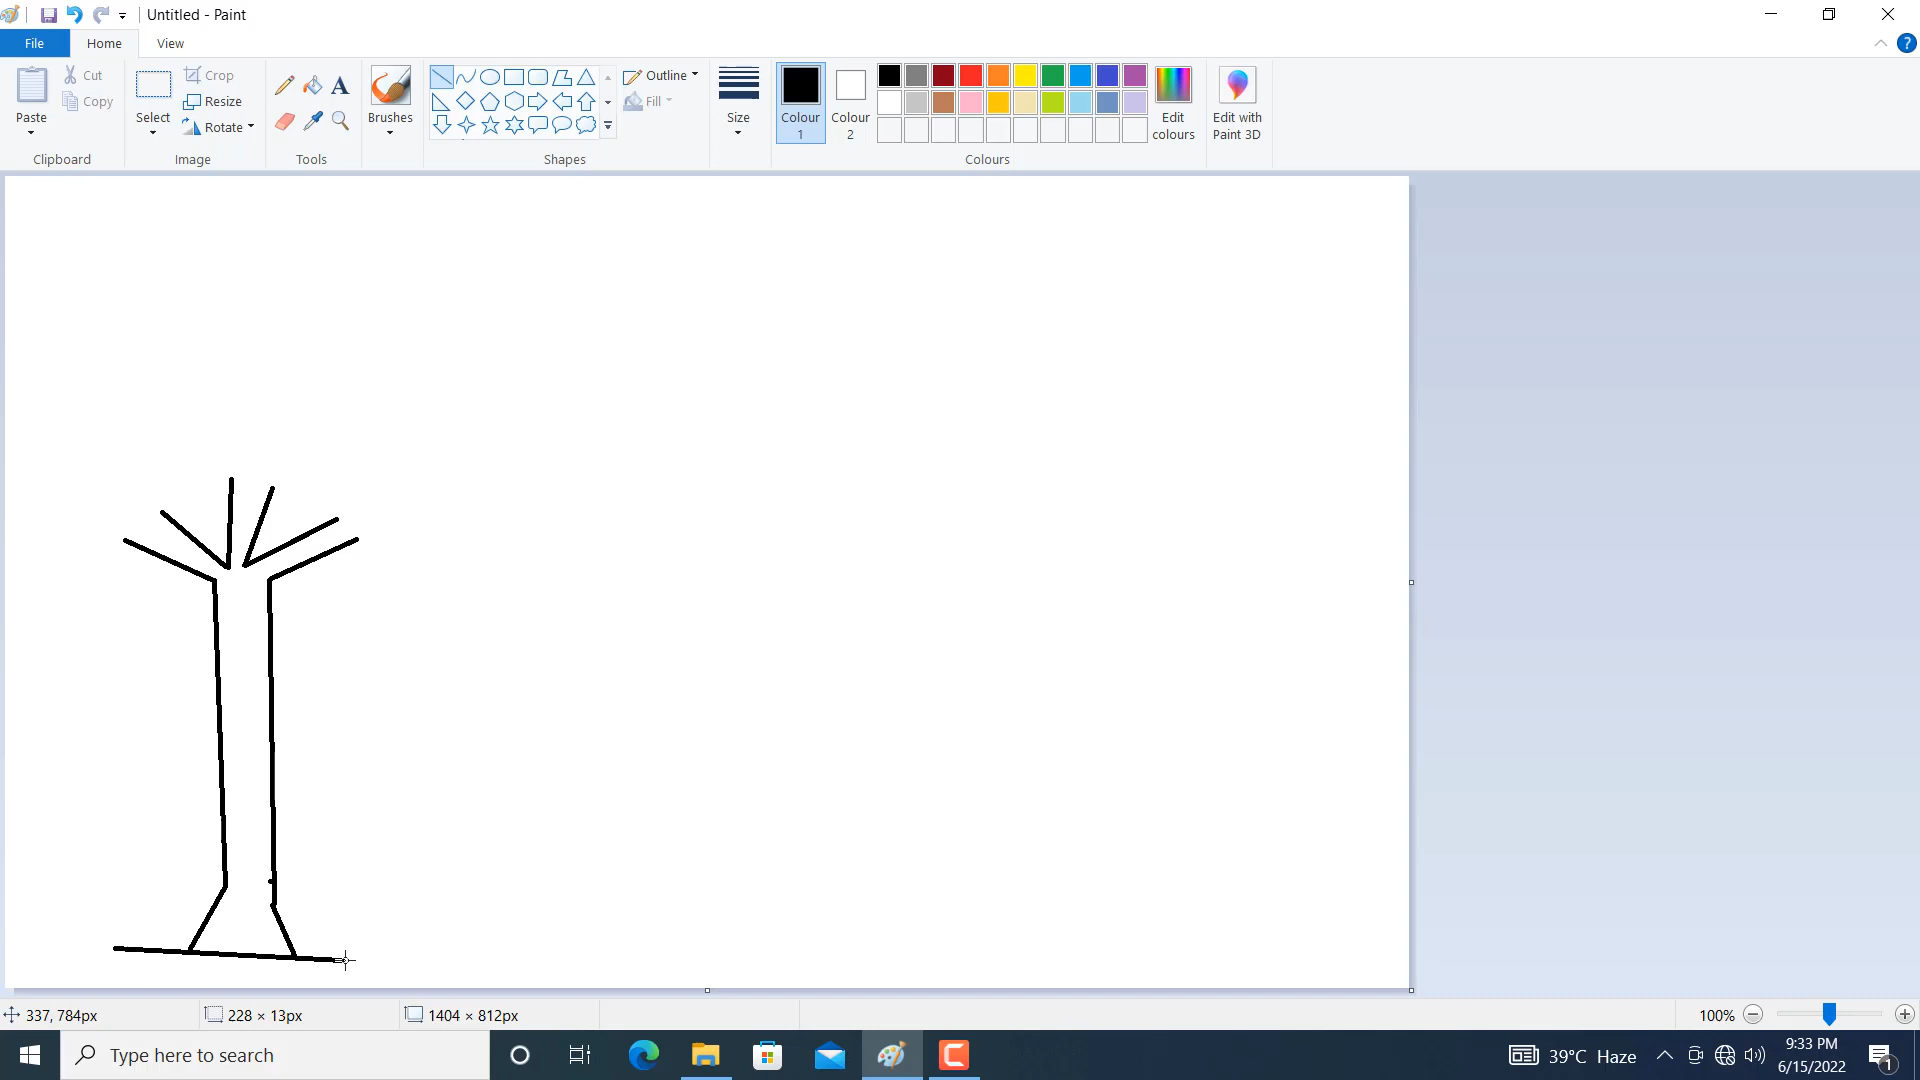 Untitled - Paint
File Home View
Paste
Cut
Copy
Clipboard
Select
Crop
Resize
Rotate
Image
A
Tools
Brushes
Outline
Fill
Shapes
Size
Colour 1
Colour 2
Colours
Edit colours
Edit with Paint 3D
?
337, 784px
228 × 13px
1404 × 812px
100%
Type here to search
39°C Haze
9:33 PM
6/15/2022
1